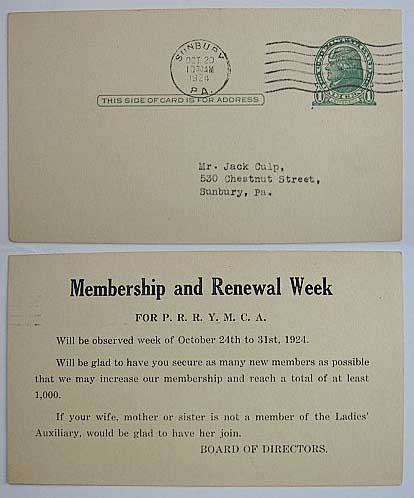 SUNBURY
OCT 20
1924
PA.
THIS SIDE OF CARD IS FOR ADDRESS
Mr. Jack Culp,
530 Chestnut Street,
Sunbury, Pa.
Membership and Renewal Week
FOR P. R. R. Y. M. C. A.
Will be observed week of October 24th to 31st, 1924.
Will be glad to have you secure as many new members as possible
that we may increase our membership and reach a total of at least
1,000.
If your wife, mother or sister is not a member of the Ladies'
Auxiliary, would be glad to have her join.
BOARD OF DIRECTORS.